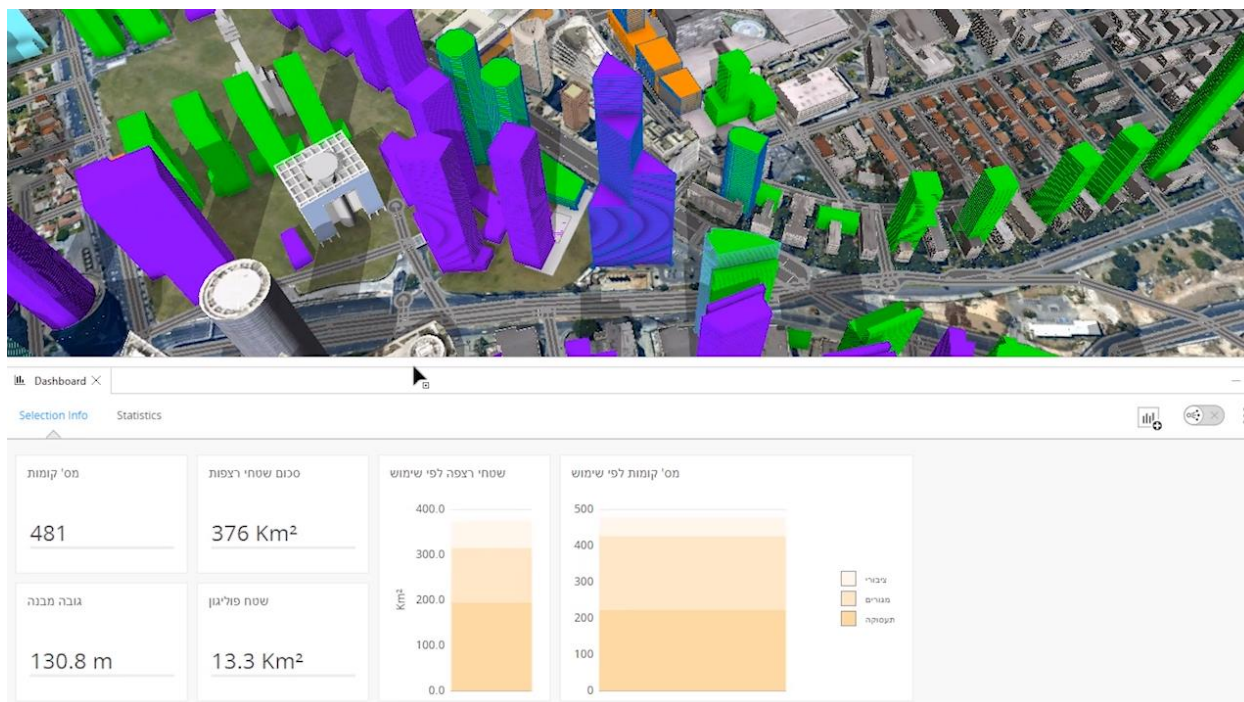 Dashboard
Selection Info
Statistics
מס' קומות
481
סכום שטחי רצפות
376 Km²
גובה מבנה
130.8 m
שטח פוליגון
13.3 Km²
שטחי רצפה לפי שימוש
400.0
300.0
200.0
100.0
0.0
Km²
מס' קומות לפי שימוש
500
400
300
200
100
0
ציבורי
מגורים
תעסוקה